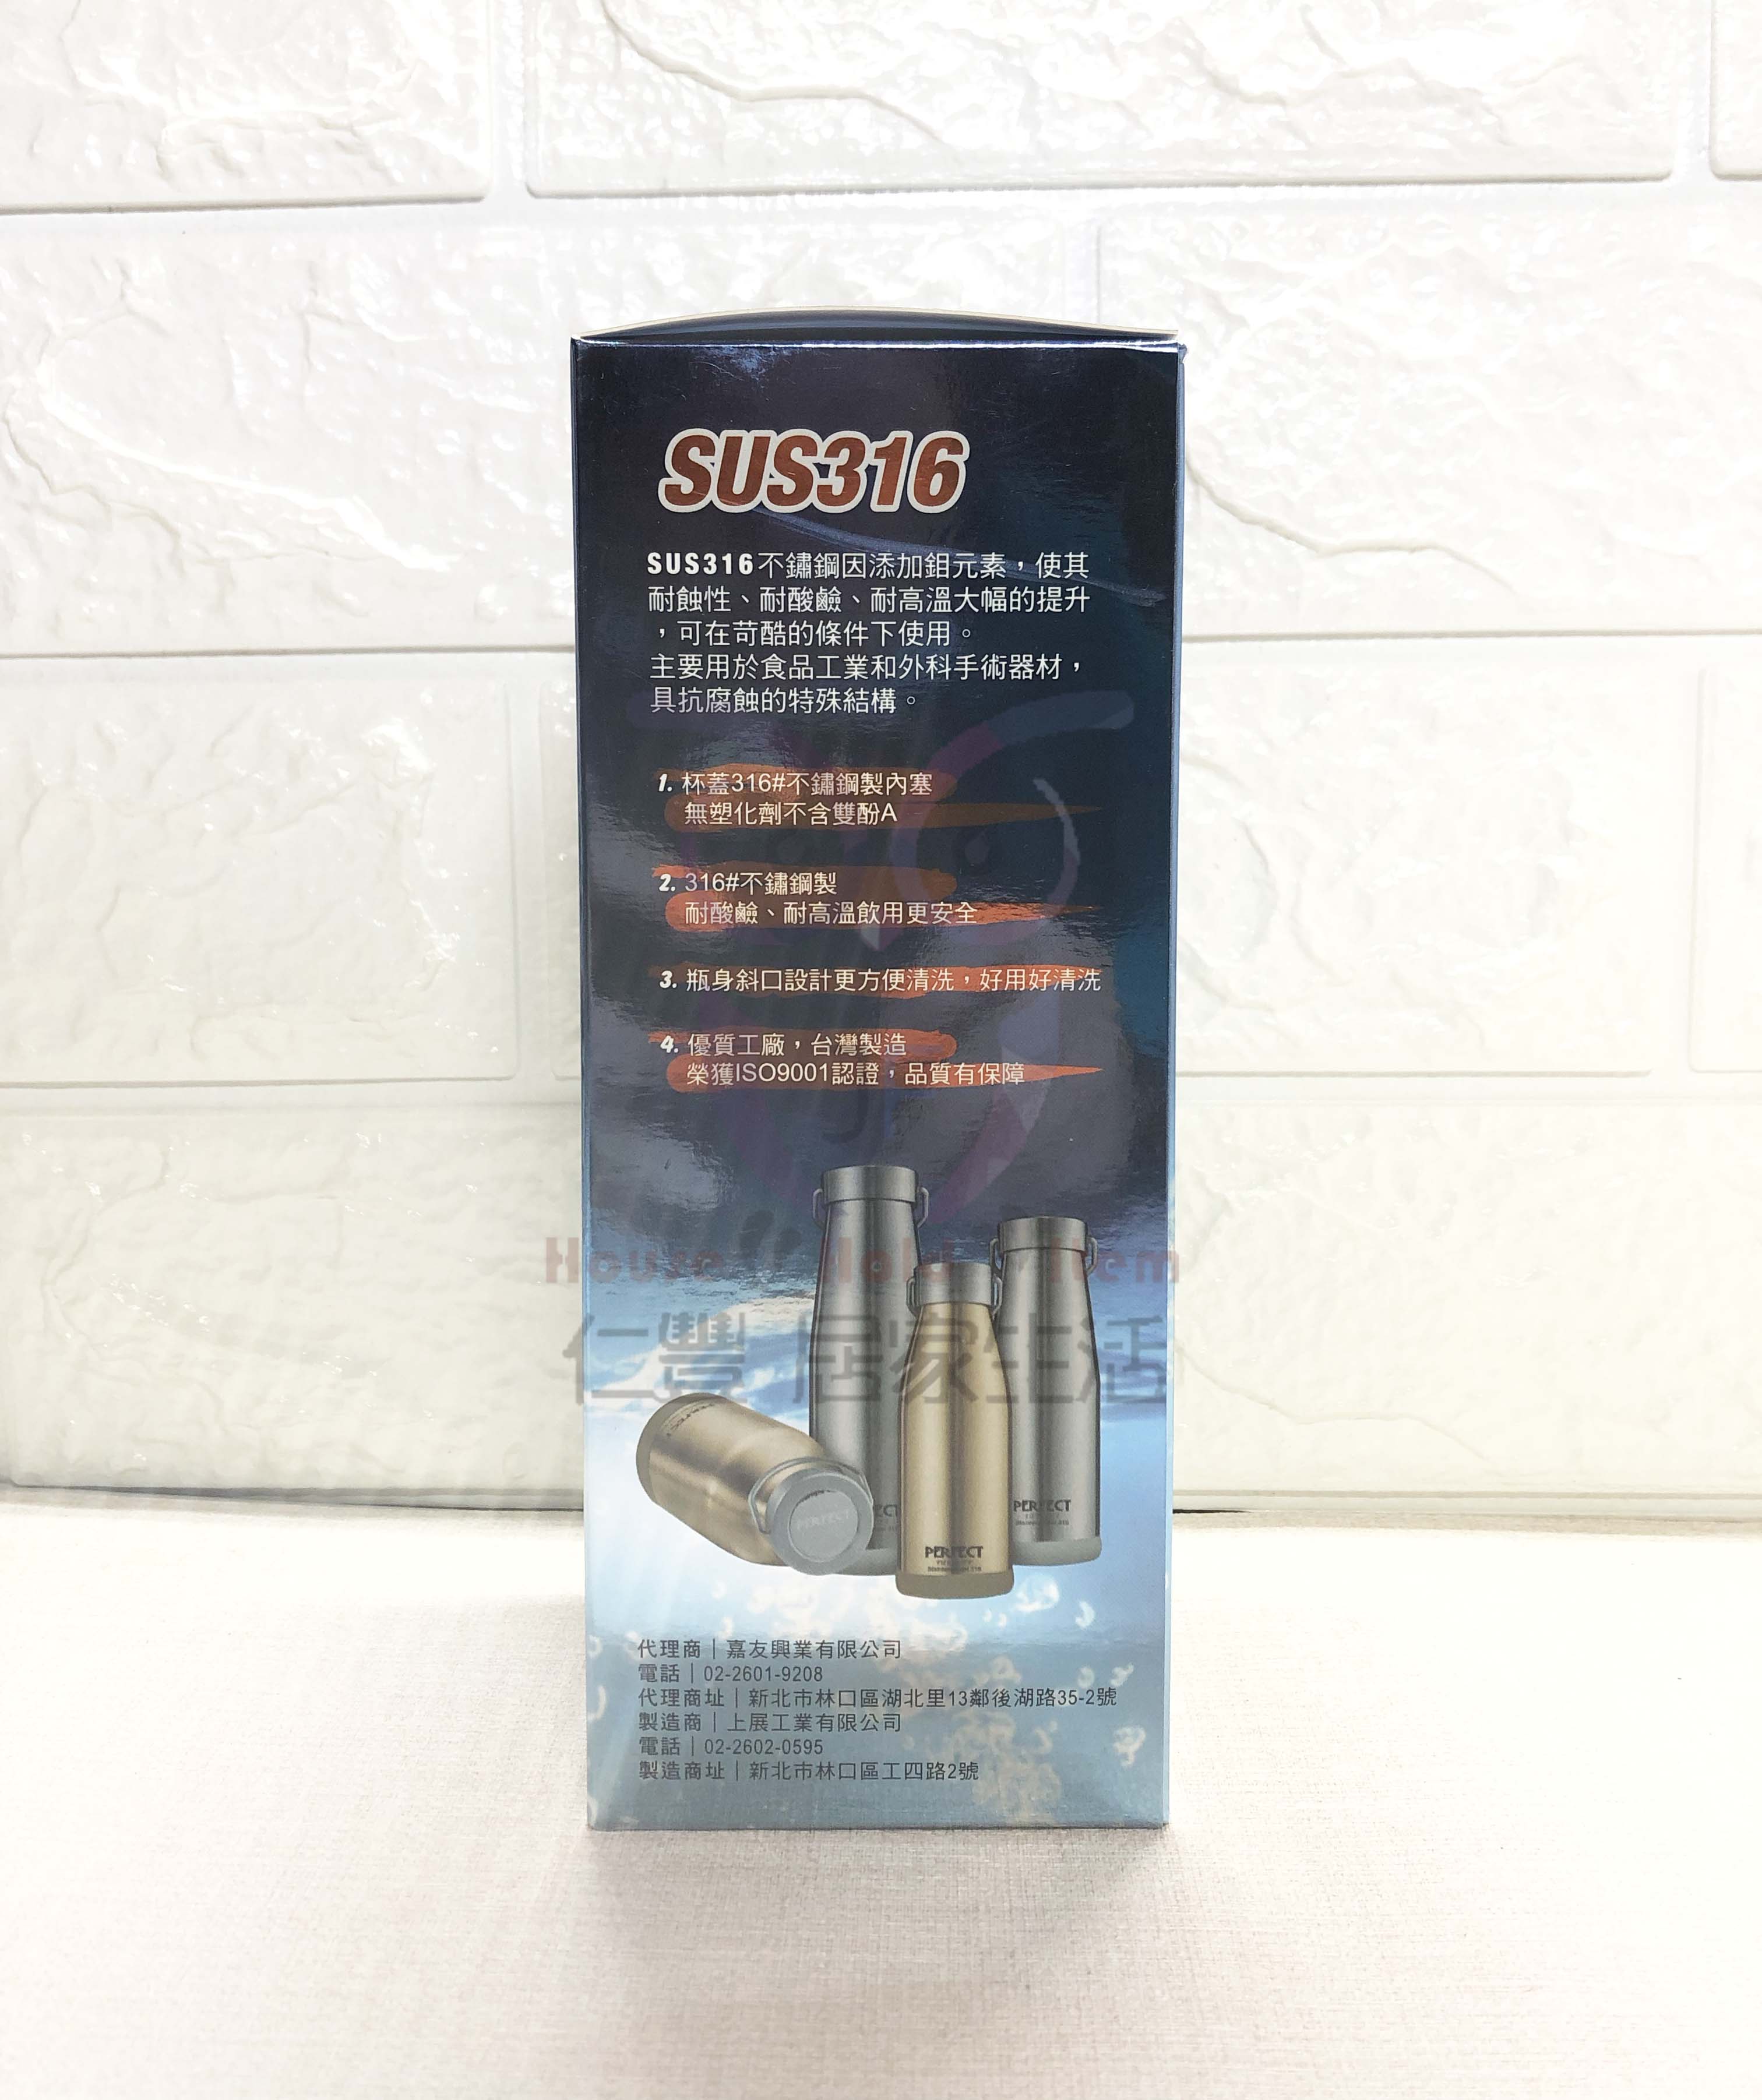 SUS316
SUS316不鏽鋼因添加鉬元素，使其
耐蝕性、耐酸鹼、耐高溫大幅的提升
，可在苛酷的條件下使用。
主要用於食品工業和外科手術器材，
具抗腐蝕的特殊結構。
1. 杯蓋316#不鏽鋼製內塞
無塑化劑不含雙酚A
2. 316#不鏽鋼製
耐酸鹼、耐高溫飲用更安全
3. 瓶身斜口設計更方便清洗，好用好清洗
4. 優質工廠，台灣製造
榮獲ISO9001認證，品質有保障
House Hold Item
仁豐 居家生活
PERFECT
PERFECT
PERFECT
代理商｜嘉友興業有限公司
電話｜02-2601-9208
代理商址｜新北市林口區湖北里13鄰後湖路35-2號
製造商｜上展工業有限公司
電話｜02-2602-0595
製造商址｜新北市林口區工四路2號